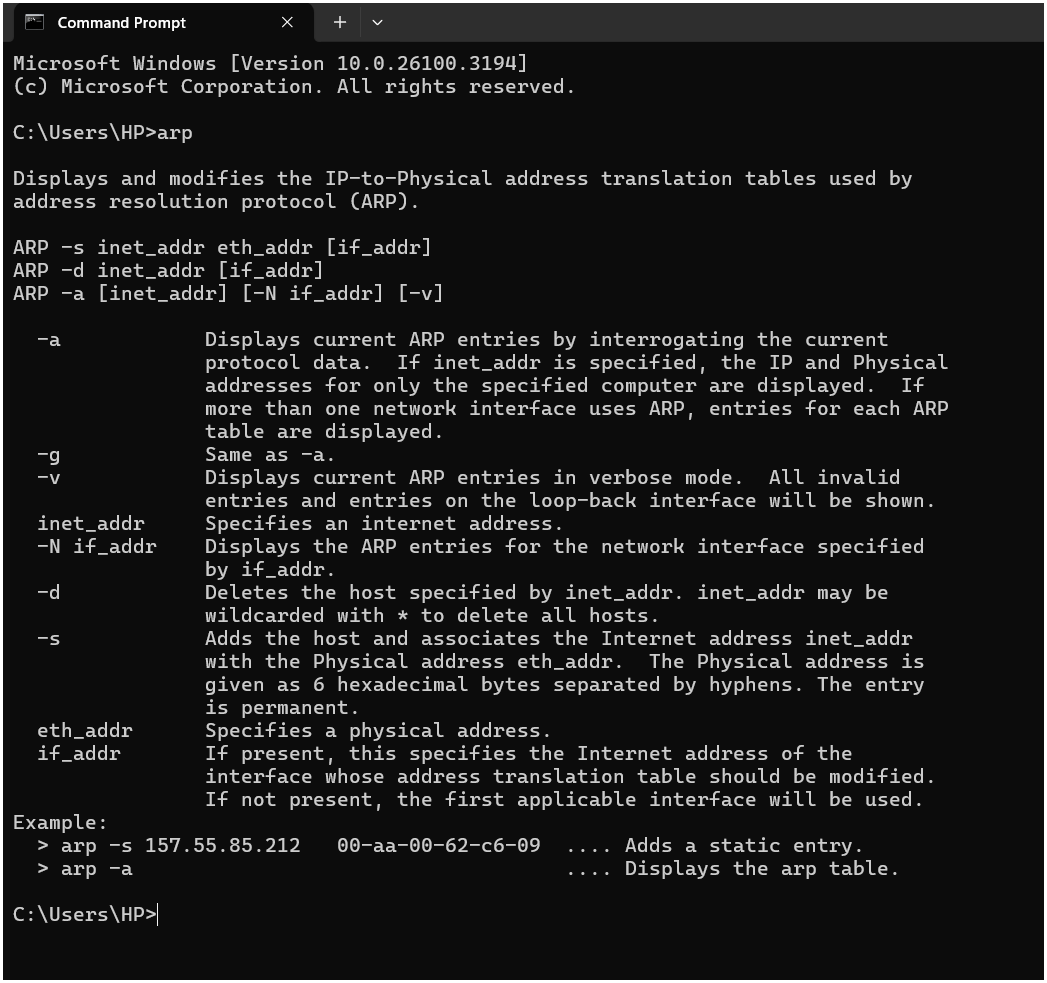 Command Prompt
Microsoft Windows [Version 10.0.26100.3194]
(c) Microsoft Corporation. All rights reserved.
C:\Users\HP>arp
Displays and modifies the IP-to-Physical address translation tables used by
address resolution protocol (ARP).
ARP -s inet_addr eth_addr [if_addr]
ARP -d inet_addr [if_addr]
ARP -a [inet_addr] [-N if_addr] [-v]
  -a            Displays current ARP entries by interrogating the current
                protocol data.  If inet_addr is specified, the IP and Physical
                addresses for only the specified computer are displayed.  If
                more than one network interface uses ARP, entries for each ARP
                table are displayed.
  -g            Same as -a.
  -v            Displays current ARP entries in verbose mode.  All invalid
                entries and entries on the loop-back interface will be shown.
  inet_addr     Specifies an internet address.
  -N if_addr    Displays the ARP entries for the network interface specified
                by if_addr.
  -d            Deletes the host specified by inet_addr. inet_addr may be
                wildcarded with * to delete all hosts.
  -s            Adds the host and associates the Internet address inet_addr
                with the Physical address eth_addr.  The Physical address is
                given as 6 hexadecimal bytes separated by hyphens. The entry
                is permanent.
  eth_addr      Specifies a physical address.
  if_addr       If present, this specifies the Internet address of the
                interface whose address translation table should be modified.
                If not present, the first applicable interface will be used.
Example:
  > arp -s 157.55.85.212   00-aa-00-62-c6-09  .... Adds a static entry.
  > arp -a                                    .... Displays the arp table.
C:\Users\HP>